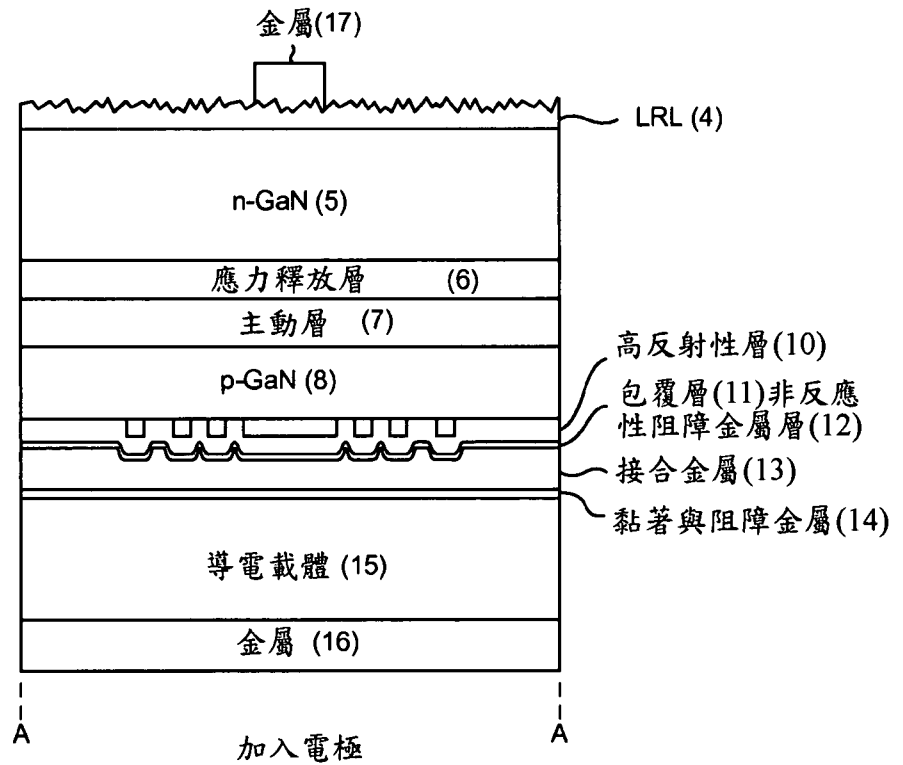 金屬(17)
LRL (4)
n-GaN (5)
應力釋放層 (6)
主動層 (7)
高反射性層(10)
p-GaN (8)
包覆層(11)非反應
性阻障金屬層(12)
接合金屬(13)
黏著與阻障金屬(14)
導電載體 (15)
金屬 (16)
A A
加入電極